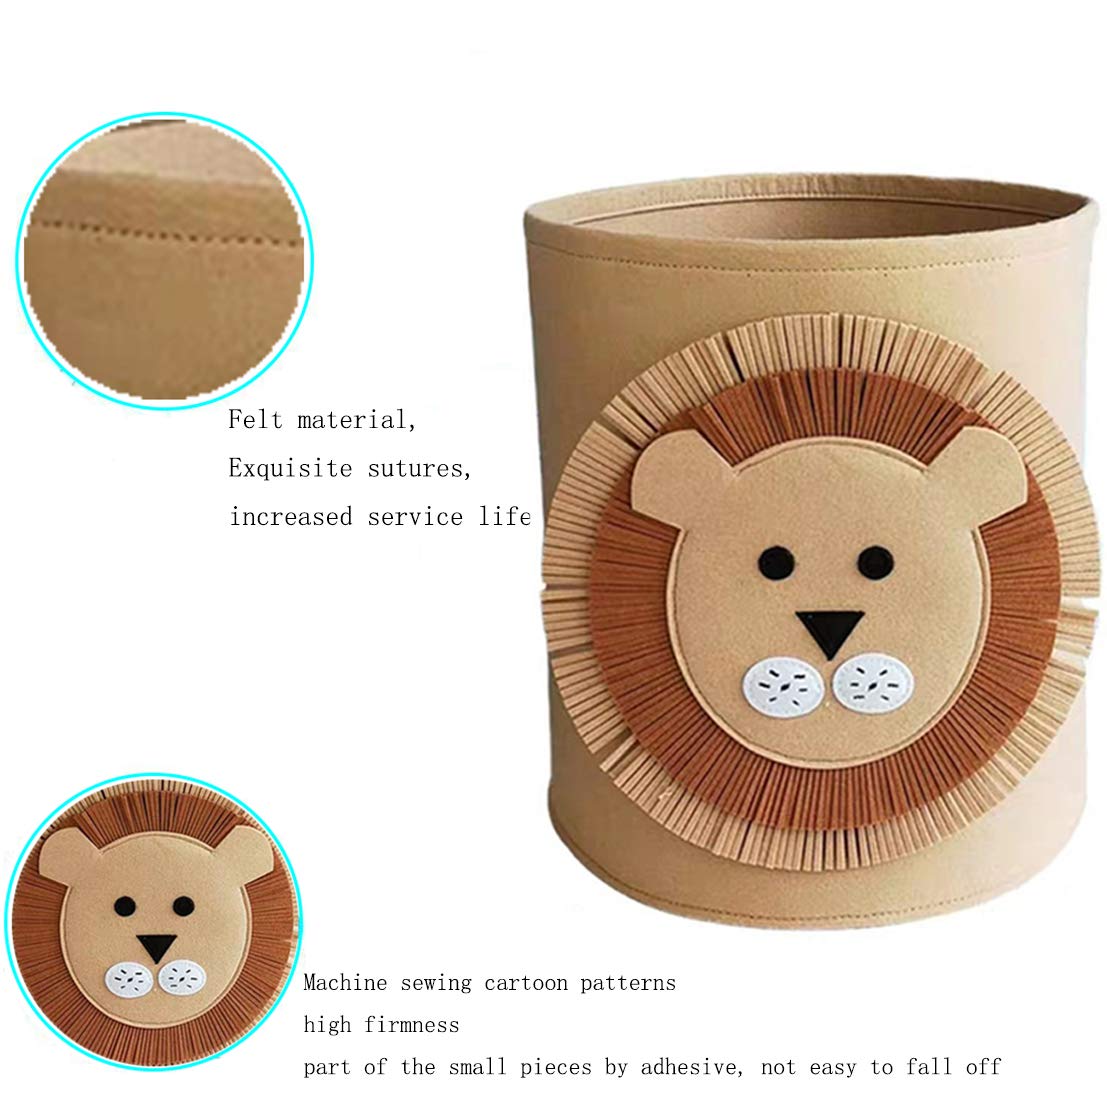 Felt material,
Exquisite sutures,
increased service life
Machine sewing cartoon patterns
high firmness
part of the small pieces by adhesive, not easy to fall off